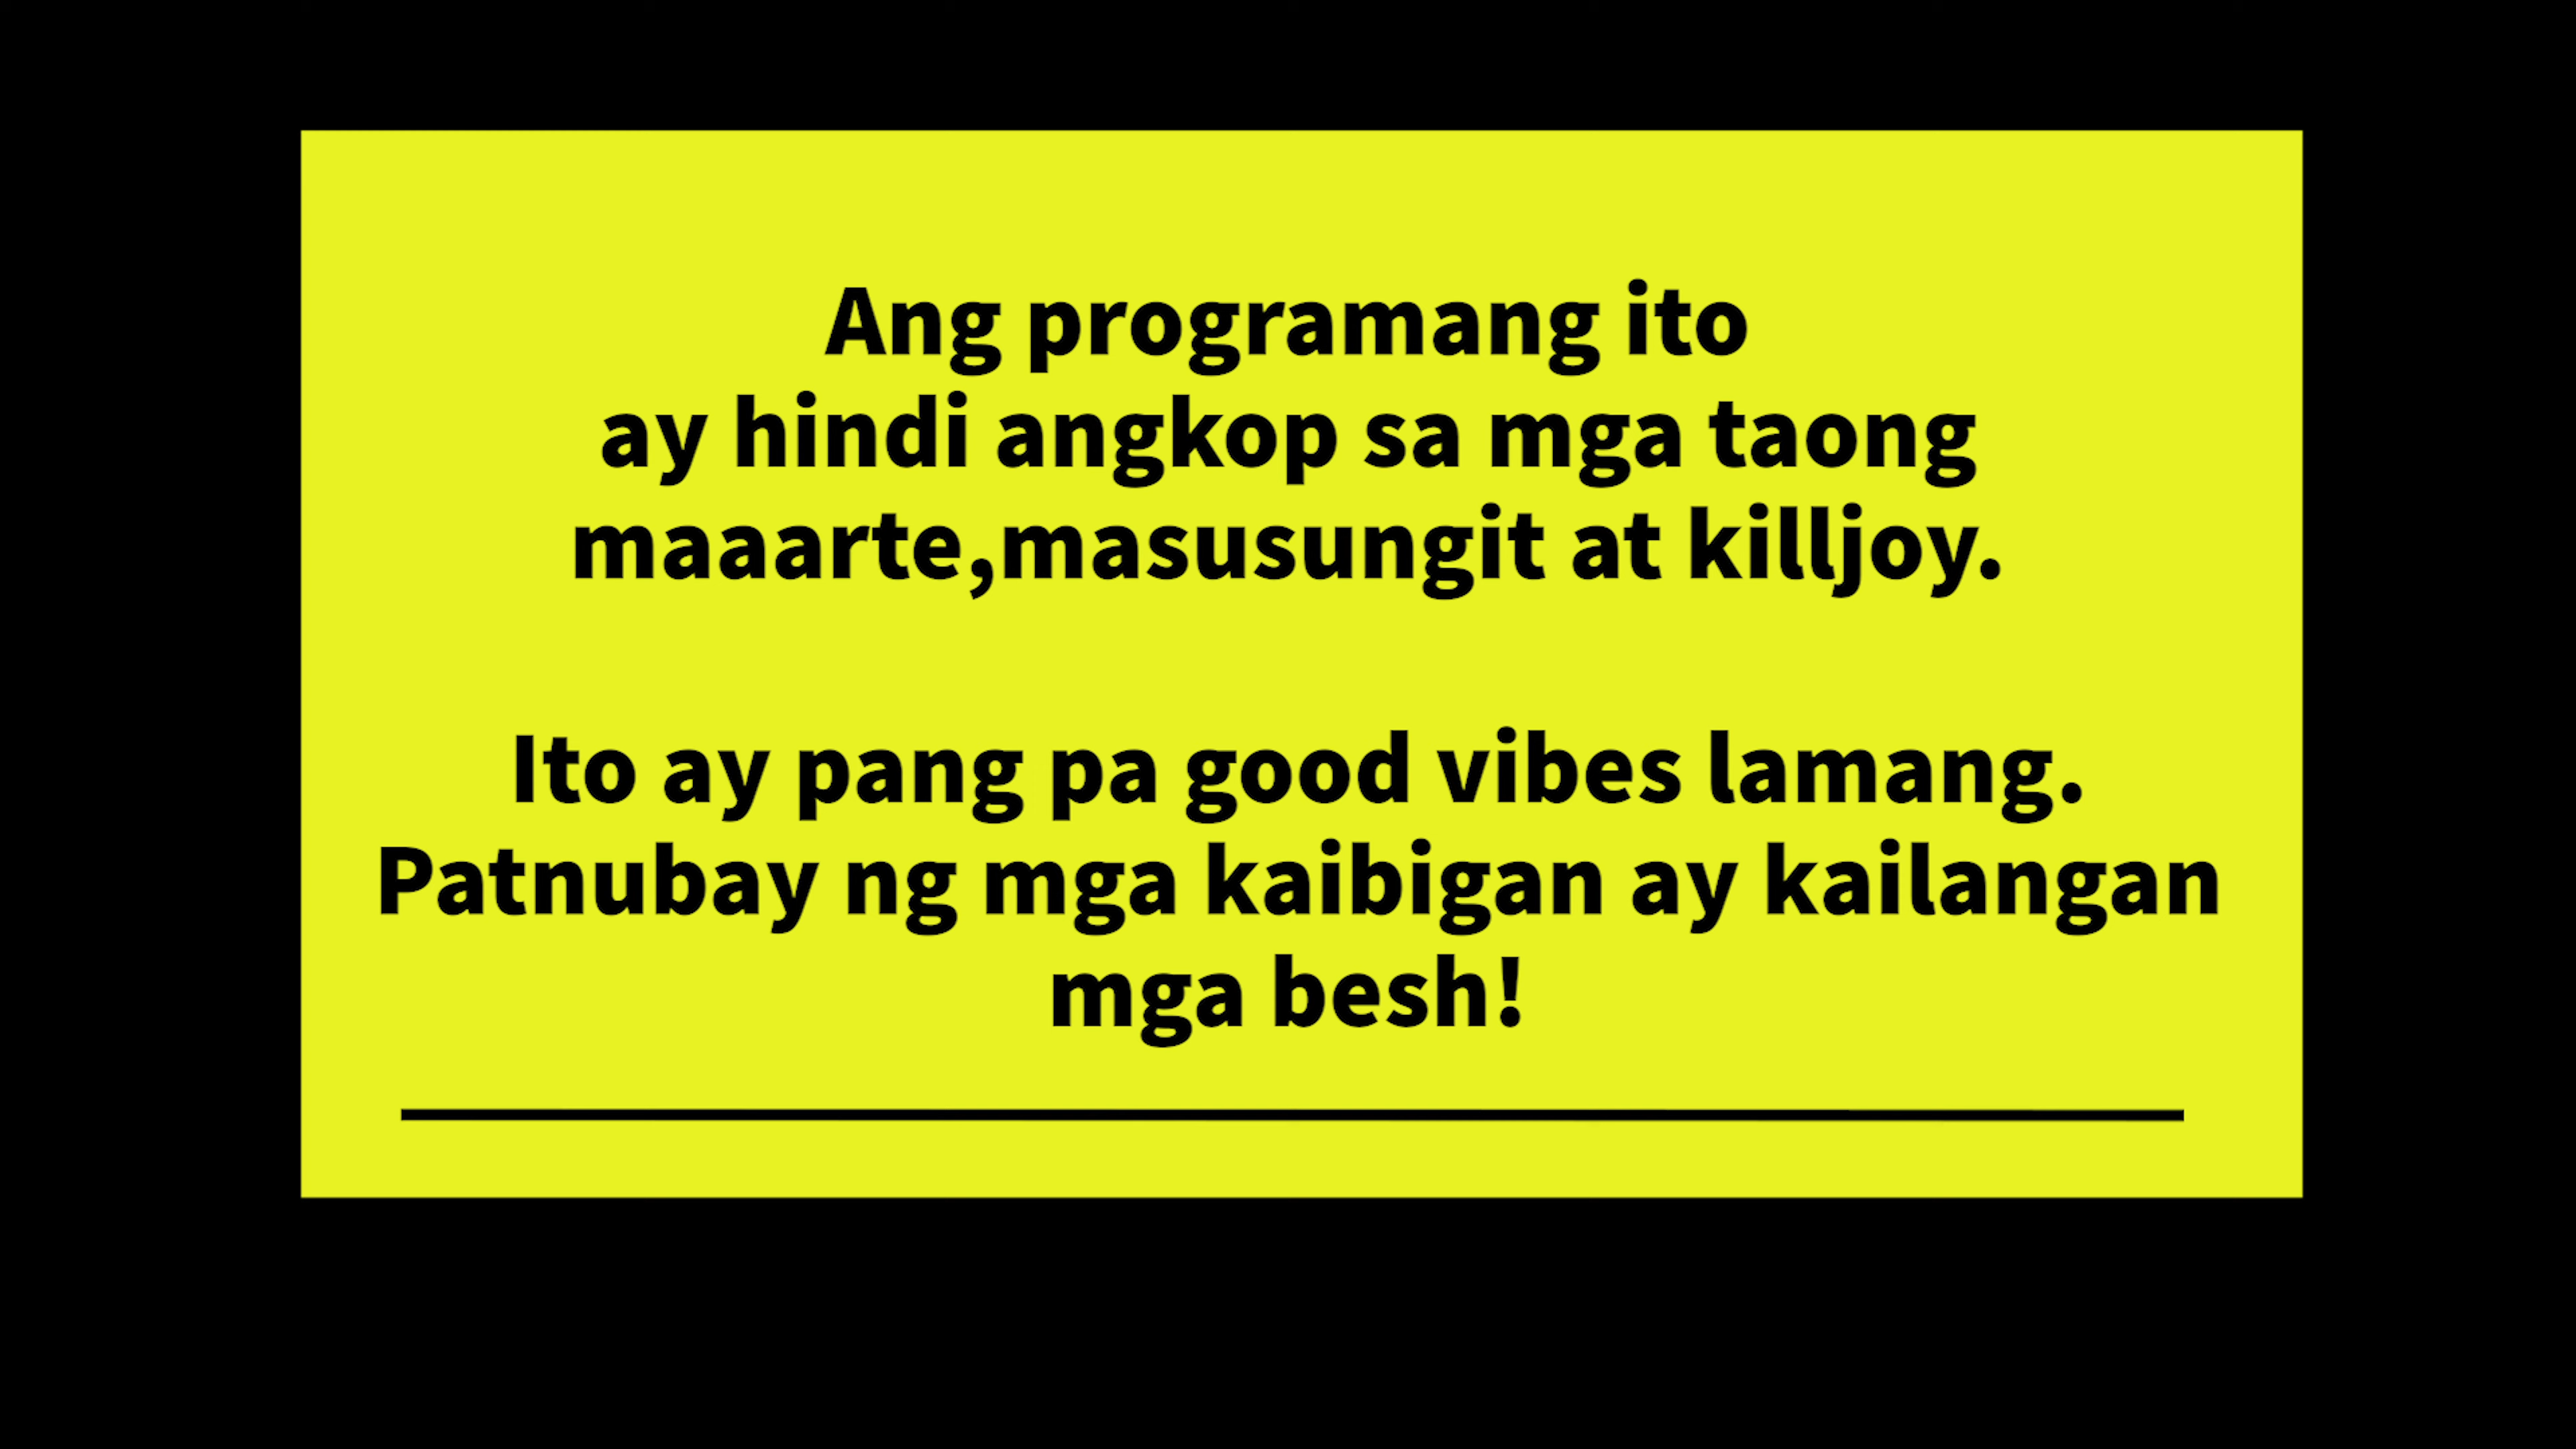 Ang programang ito
ay hindi angkop sa mga taong
maaarte,masusungit at killjoy.
Ito ay pang pa good vibes lamang.
Patnubay ng mga kaibigan ay kailangan
mga besh!